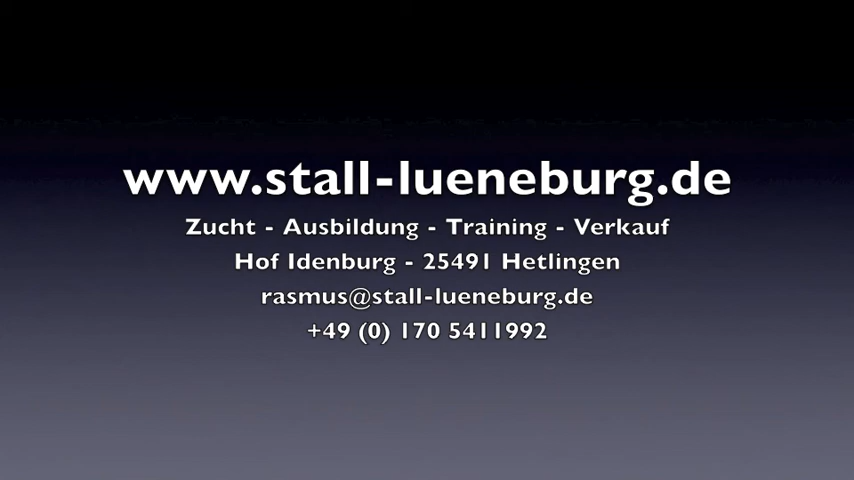 www.stall-lueneburg.de
Zucht - Ausbildung - Training - Verkauf
Hof Idenburg - 25491 Hetlingen
rasmus@stall-lueneburg.de
+49 (0) 170 5411992